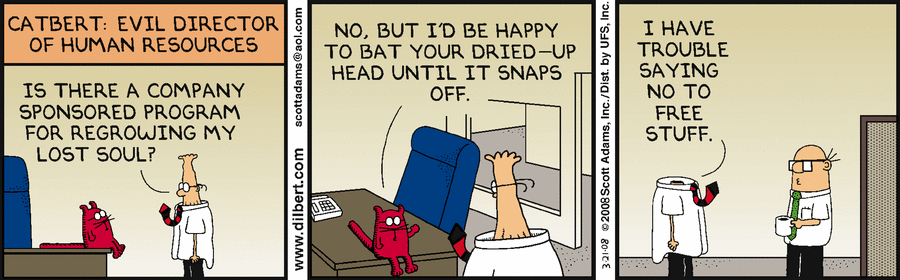 CATBERT: EVIL DIRECTOR
OF HUMAN RESOURCES
IS THERE A COMPANY
SPONSORED PROGRAM
FOR REGROWING MY
LOST SOUL?
www.dilbert.com
scottadams@aol.com
NO, BUT I'D BE HAPPY
TO BAT YOUR DRIED-UP
HEAD UNTIL IT SNAPS
OFF.
3-21-08 © 2008 Scott Adams, Inc./Dist. by UFS, Inc.
I HAVE
TROUBLE
SAYING
NO TO
FREE
STUFF.